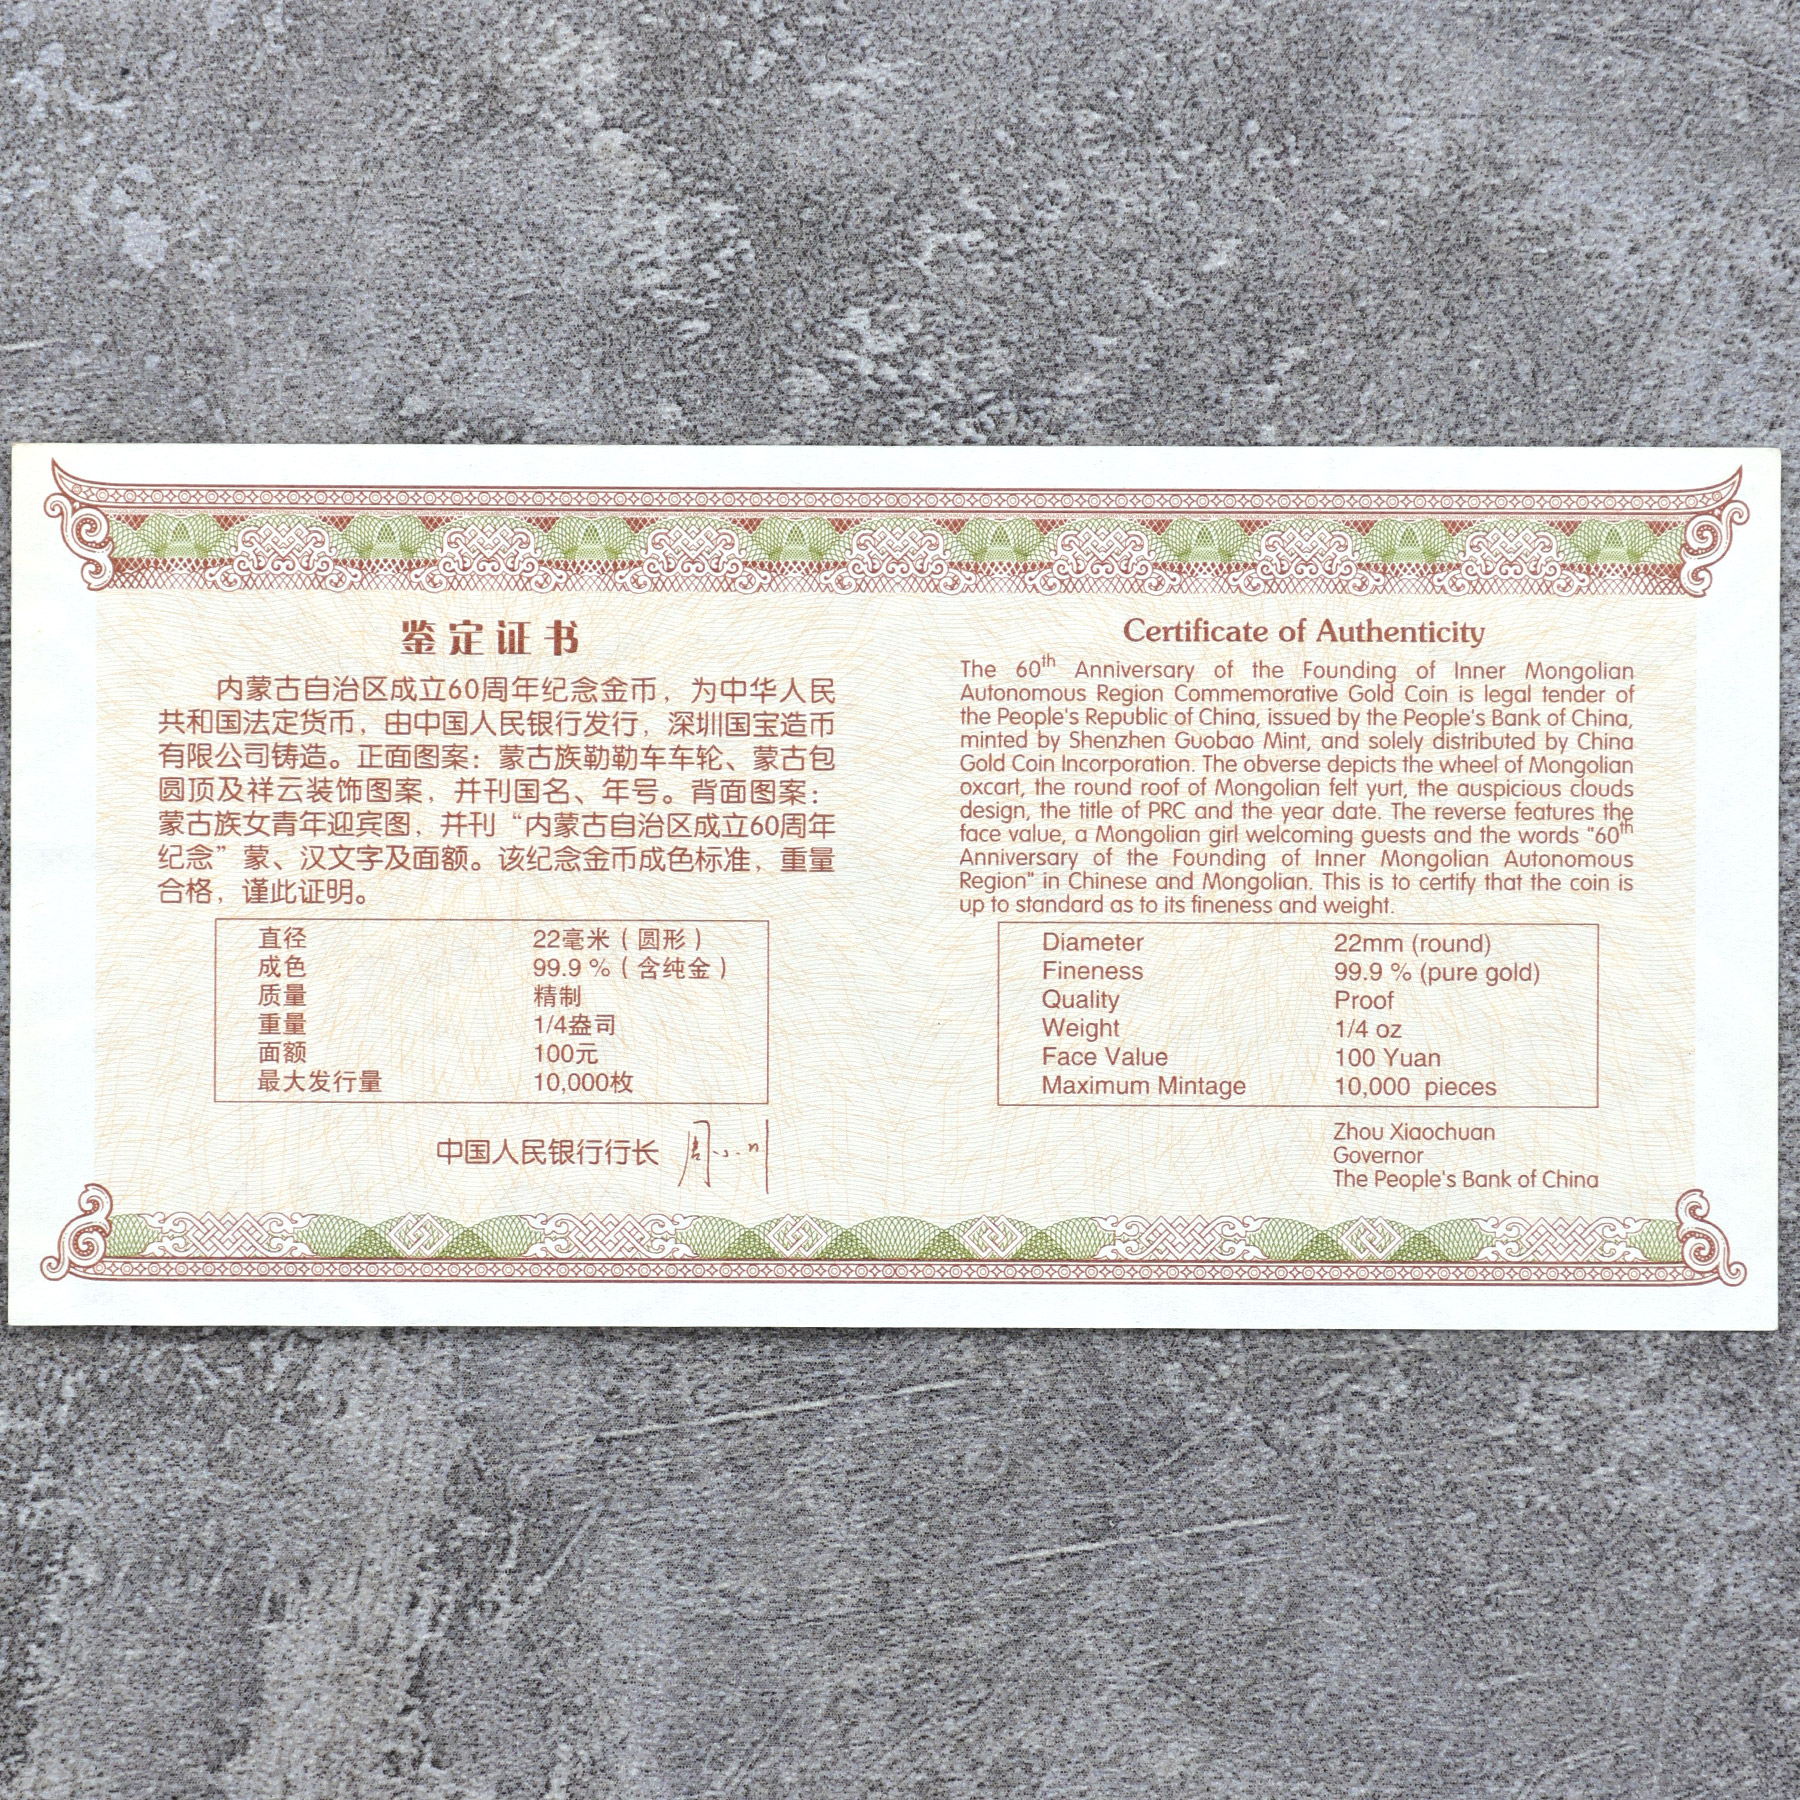 鉴定证书
内蒙古自治区成立60周年纪念金币，为中华人民
共和国法定货币，由中国人民银行发行，深圳国宝造币
有限公司铸造。正面图案：蒙古族勒勒车车轮、蒙古包
圆顶及祥云装饰图案，并刊国名、年号。背面图案：
蒙古族女青年迎宾图，并刊“内蒙古自治区成立60周年
纪念”蒙、汉文字及面额。该纪念金币成色标准，重量
合格，谨此证明。
直径 22毫米（圆形）
成色 99.9％（含纯金）
质量 精制
重量 1/4盎司
面额 100元
最大发行量 10,000枚
中国人民银行行长 周小川
Certificate of Authenticity
The 60th Anniversary of the Founding of Inner Mongolian
Autonomous Region Commemorative Gold Coin is legal tender of
the People's Republic of China, issued by the People's Bank of China,
minted by Shenzhen Guobao Mint, and solely distributed by China
Gold Coin Incorporation. The obverse depicts the wheel of Mongolian
oxcart, the round roof of Mongolian felt yurt, the auspicious clouds
design, the title of PRC and the year date. The reverse features the
face value, a Mongolian girl welcoming guests and the words "60th
Anniversary of the Founding of Inner Mongolian Autonomous
Region" in Chinese and Mongolian. This is to certify that the coin is
up to standard as to its fineness and weight.
Diameter 22mm (round)
Fineness 99.9 % (pure gold)
Quality Proof
Weight 1/4 oz
Face Value 100 Yuan
Maximum Mintage 10,000 pieces
Zhou Xiaochuan
Governor
The People's Bank of China